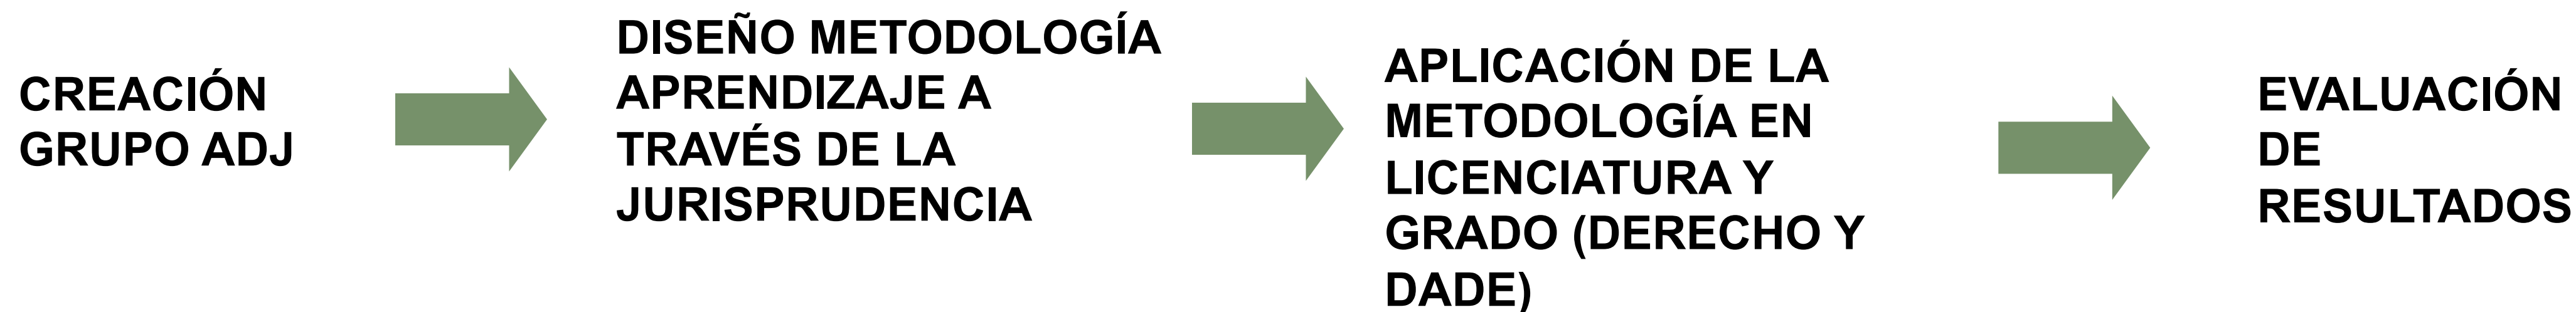 CREACIÓN
GRUPO ADJ
DISEÑO METODOLOGÍA
APRENDIZAJE A
TRAVÉS DE LA
JURISPRUDENCIA
APLICACIÓN DE LA
METODOLOGÍA EN
LICENCIATURA Y
GRADO (DERECHO Y
DADE)
EVALUACIÓN
DE
RESULTADOS